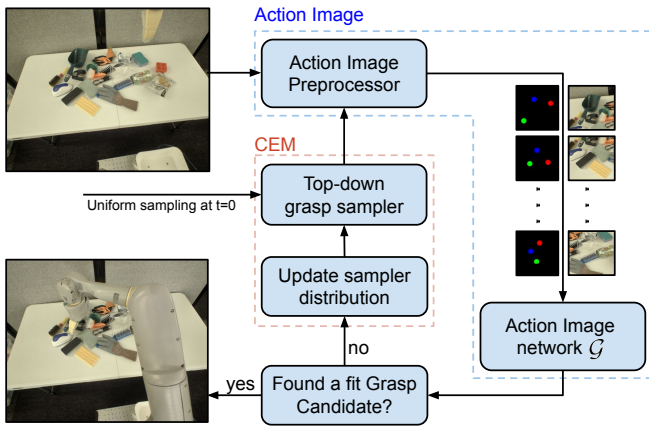 Action Image
Action Image
Preprocessor
CEM
Top-down
grasp sampler
Uniform sampling at t=0
Update sampler
distribution
Action Image
network 𝒢
no
yes
Found a fit Grasp
Candidate?